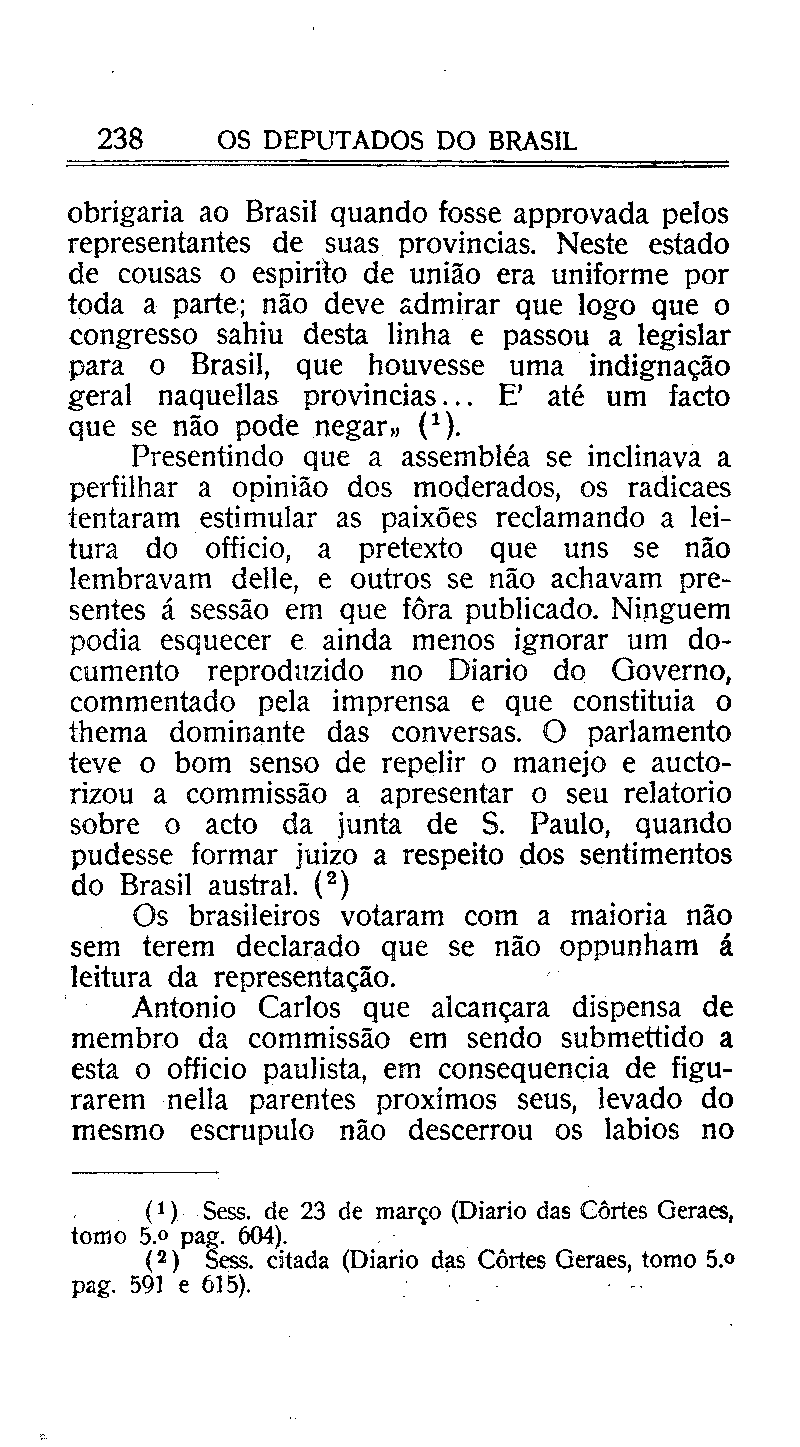 238 OS DEPUTADOS DO BRASIL
obrigaria ao Brasil quando fosse approvada pelos
representantes de suas provincias. Neste estado
de cousas o espirito de união era uniforme por
toda a parte; não deve admirar que logo que o
congresso sahiu desta linha e passou a legislar
para o Brasil, que houvesse uma indignação
geral naquellas provincias... E' até um facto
que se não pode negar» (¹).
Presentindo que a assembléa se inclinava a
perfilhar a opinião dos moderados, os radicaes
tentaram estimular as paixões reclamando a lei-
tura do officio, a pretexto que uns se não
lembravam delle, e outros se não achavam pre-
sentes á sessão em que fôra publicado. Ninguem
podia esquecer e ainda menos ignorar um do-
cumento reproduzido no Diario do Governo,
commentado pela imprensa e que constituia o
thema dominante das conversas. O parlamento
teve o bom senso de repelir o manejo e aucto-
rizou a commissão a apresentar o seu relatorio
sobre o acto da junta de S. Paulo, quando
pudesse formar juizo a respeito dos sentimentos
do Brasil austral. (²)
Os brasileiros votaram com a maioria não
sem terem declarado que se não oppunham á
leitura da representação.
Antonio Carlos que alcançara dispensa de
membro da commissão em sendo submettido a
esta o officio paulista, em consequencia de figu-
rarem nella parentes proximos seus, levado do
mesmo escrupulo não descerrou os labios no
(¹) Sess. de 23 de março (Diario das Côrtes Geraes,
tomo 5.º pag. 604).
(²) Sess. citada (Diario das Côrtes Geraes, tomo 5.º
pag. 591 e 615).